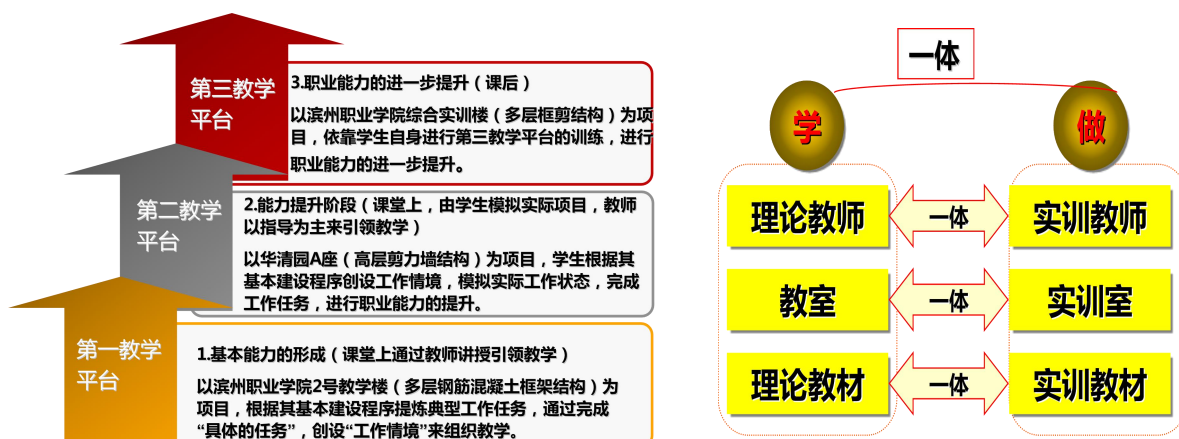 第三教学
平台
3.职业能力的进一步提升（课后）
以滨州职业学院综合实训楼（多层框剪结构）为项
目，依靠学生自身进行第三教学平台的训练，进行
职业能力的进一步提升。
第二教学
平台
2.能力提升阶段（课堂上，由学生模拟实际项目，教师
以指导为主来引领教学）
以华清园A座（高层剪力墙结构）为项目，学生根据其
基本建设程序创设工作情境，模拟实际工作状态，完成
工作任务，进行职业能力的提升。
第一教学
平台
1.基本能力的形成（课堂上通过教师讲授引领教学）
以滨州职业学院2号教学楼（多层钢筋混凝土框架结构）为
项目，根据其基本建设程序提炼典型工作任务，通过完成
“具体的任务”，创设“工作情境”来组织教学。
一体
学
做
理论教师
一体
实训教师
教室
一体
实训室
理论教材
一体
实训教材